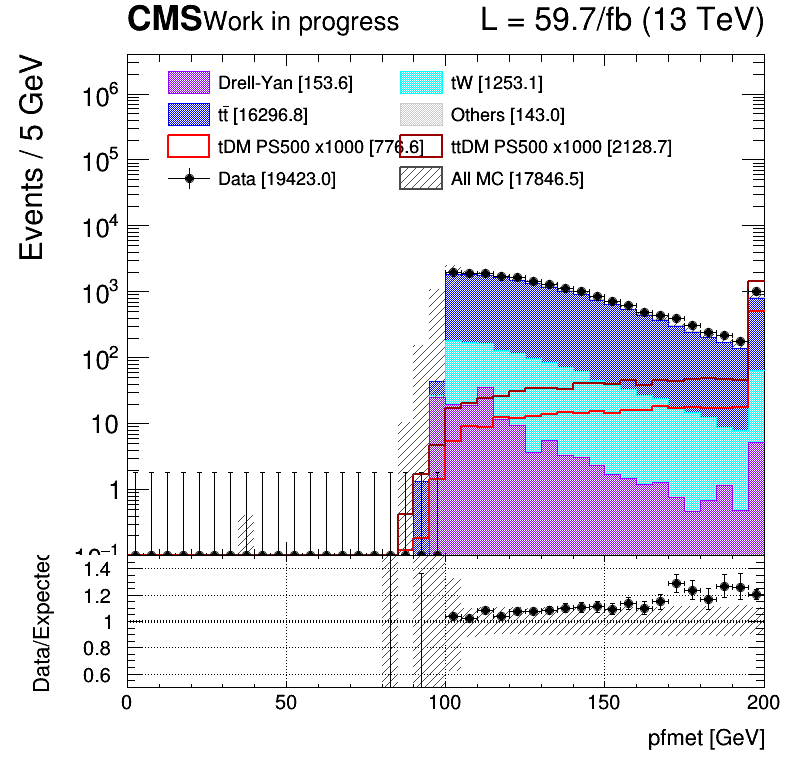 CMS Work in progress L = 59.7/fb (13 TeV)
Events / 5 GeV
Drell-Yan [153.6] tW [1253.1]
tt̄ [16296.8] Others [143.0]
tDM PS500 x1000 [776.6] ttDM PS500 x1000 [2128.7]
Data [19423.0] All MC [17846.5]
10⁶
10⁵
10⁴
10³
10²
10
1
10⁻¹
Data/Expected
1.4
1.2
1
0.8
0.6
0 50 100 150 200
pfmet [GeV]